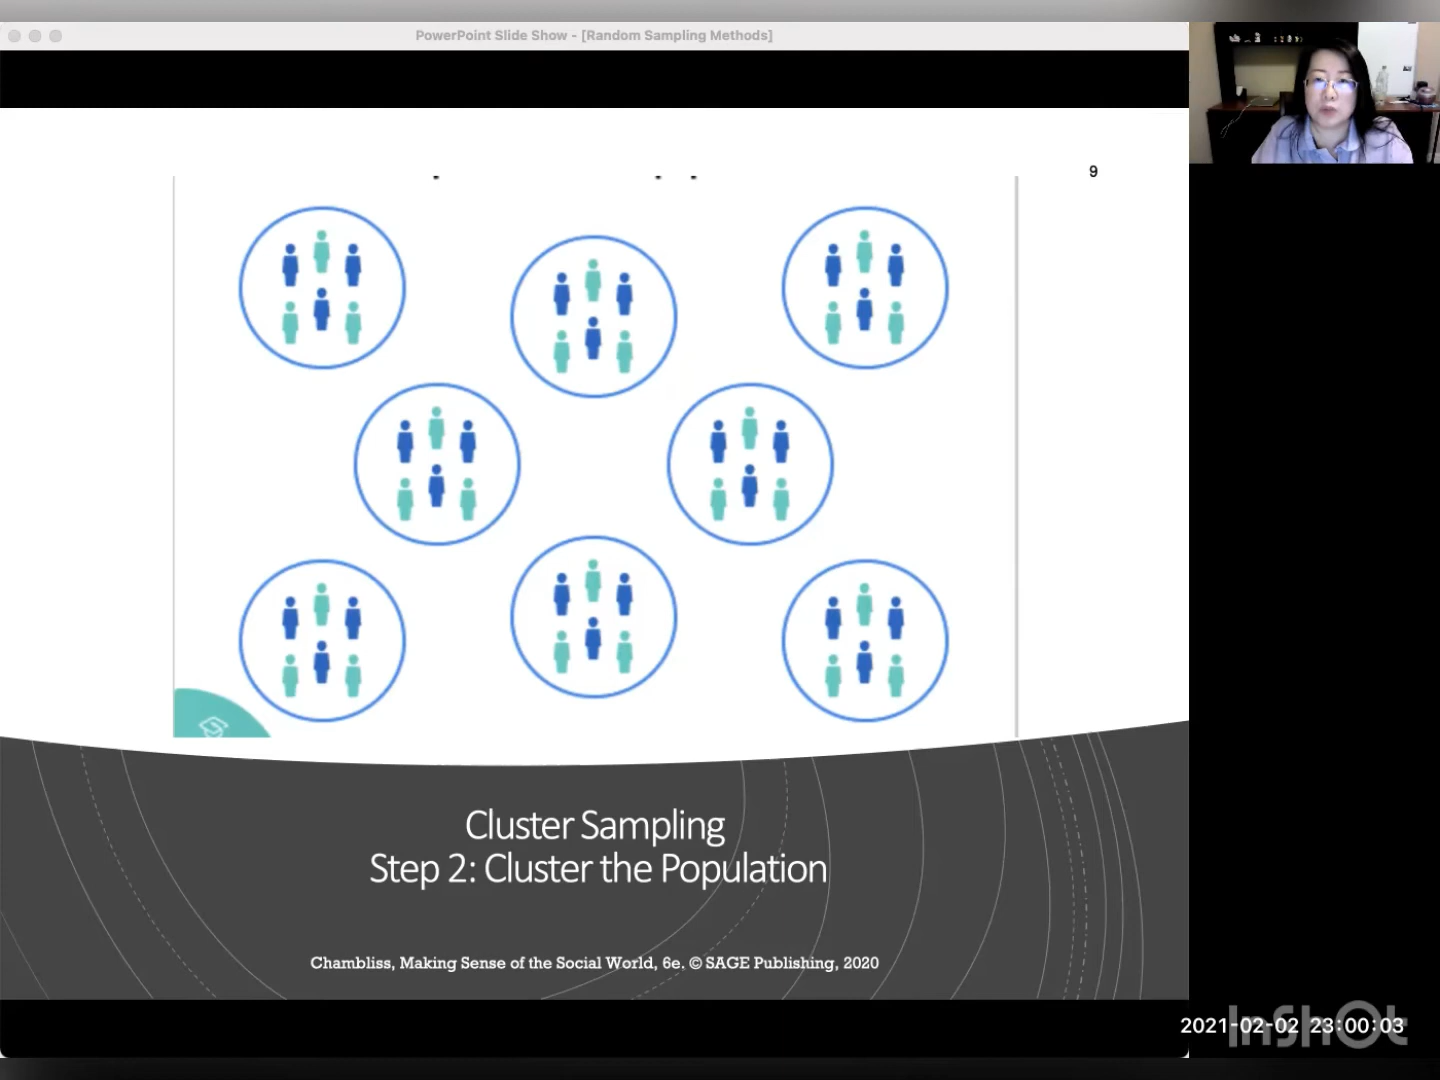 PowerPoint Slide Show - [Random Sampling Methods]
9
Cluster Sampling
Step 2: Cluster the Population
Chambliss, Making Sense of the Social World, 6e. © SAGE Publishing, 2020
InShOt
2021-02-02 23:00:03